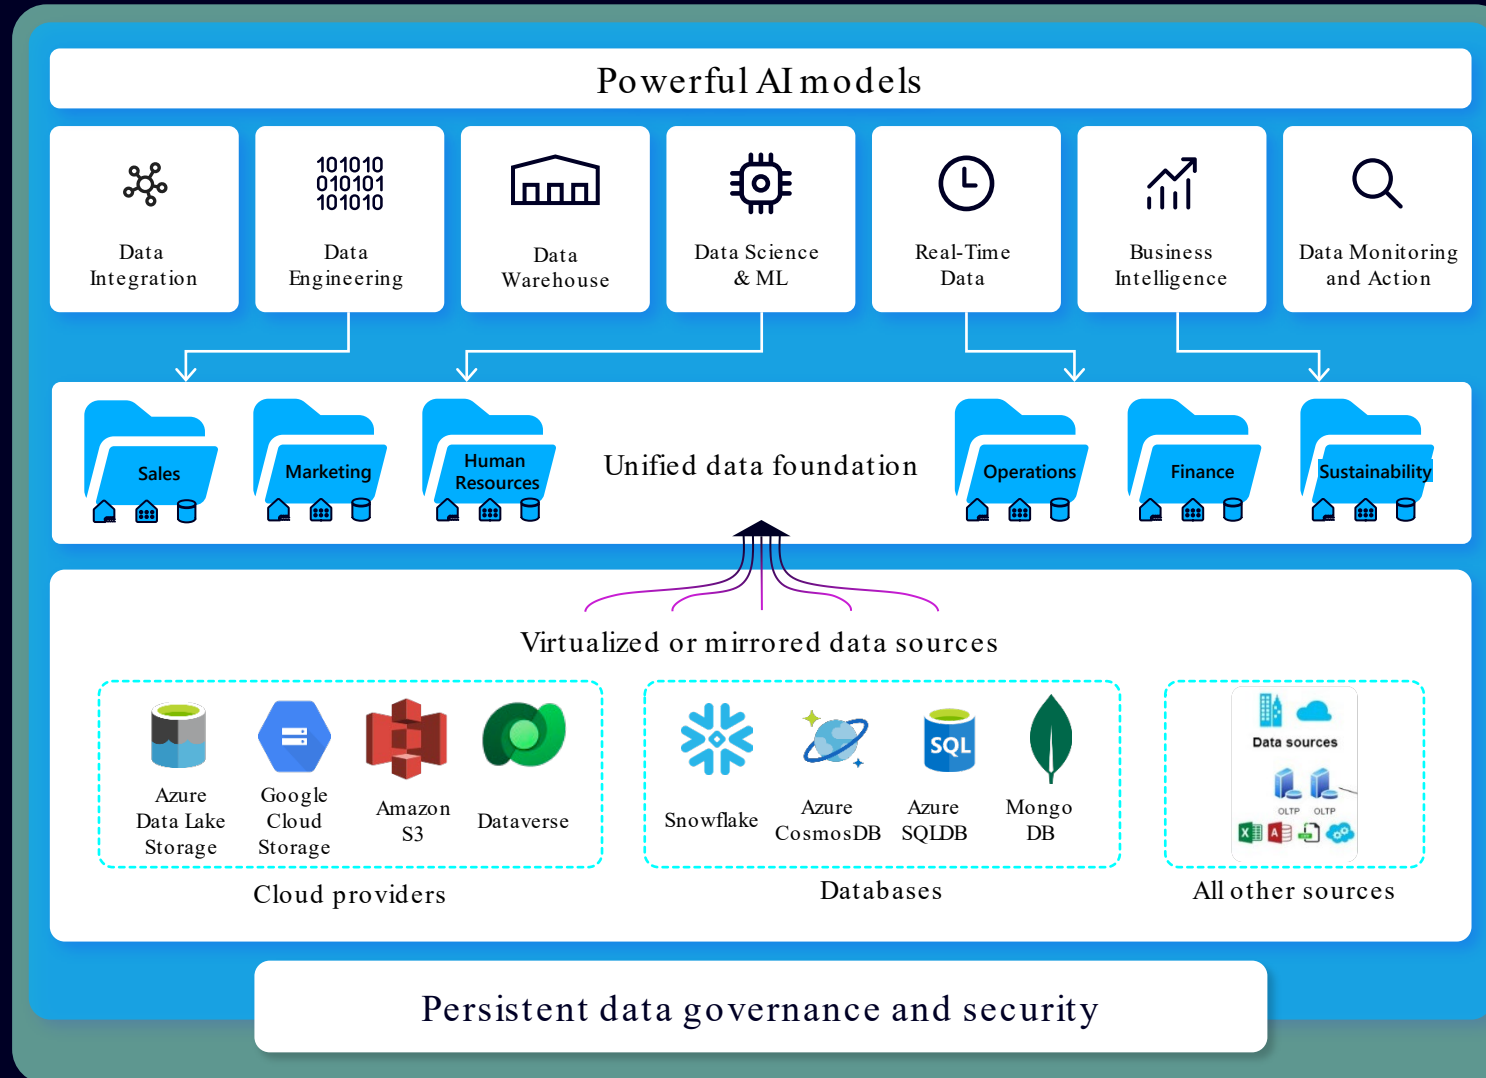 Powerful AI models
101010
010101
101010
Data
Integration
Data
Engineering
Data
Warehouse
Data Science
& ML
Real-Time
Data
Business
Intelligence
Data Monitoring
and Action
Sales
Marketing
Human
Resources
Unified data foundation
Operations
Finance
Sustainability
Virtualized or mirrored data sources
Azure
Data Lake
Storage
Google
Cloud
Storage
Amazon
S3
Dataverse
Cloud providers
Snowflake
Azure
CosmosDB
SQL
Azure
SQLDB
Mongo
DB
Databases
Data sources
OLTP OLTP
X A
All other sources
Persistent data governance and security